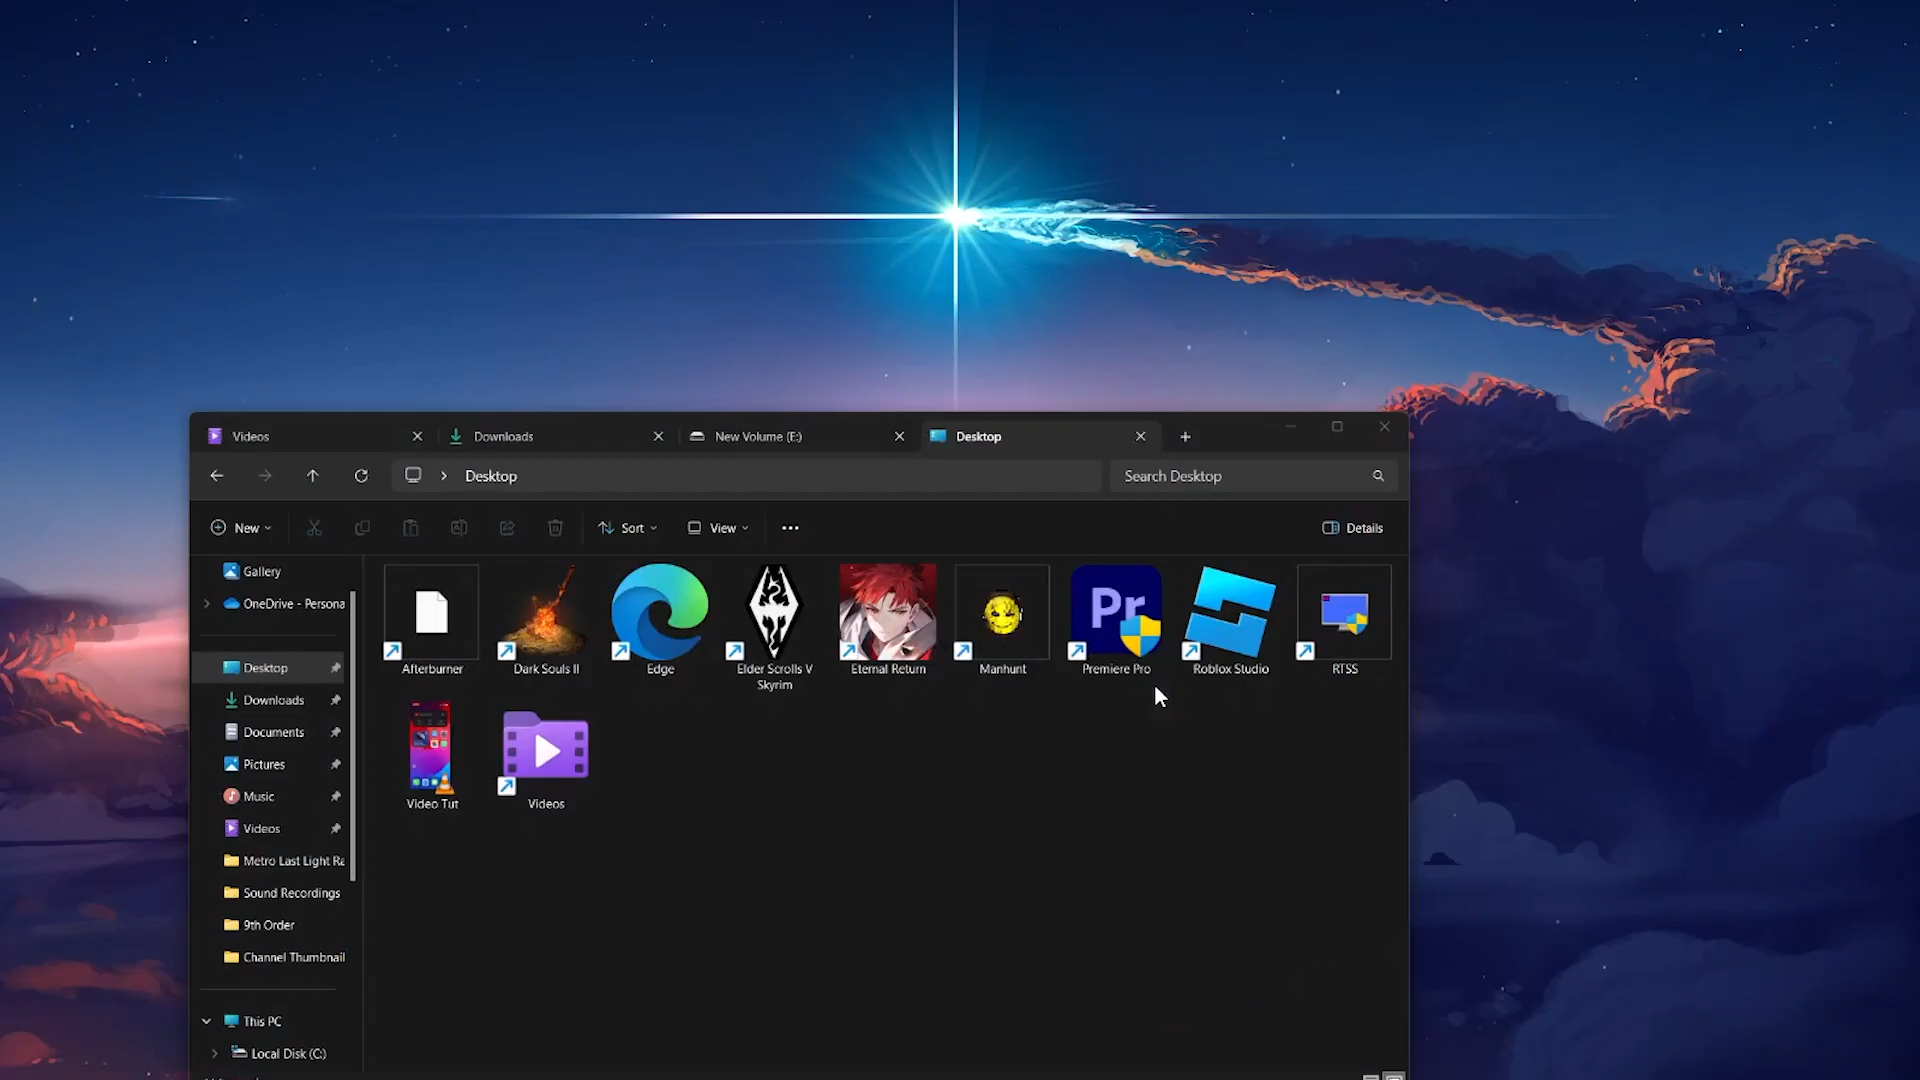 Videos
Downloads
New Volume (E:)
Desktop
Desktop
Search Desktop
New
Sort
View
Details
Gallery
OneDrive - Persona
Desktop
Downloads
Documents
Pictures
Music
Videos
Metro Last Light Ra
Sound Recordings
9th Order
Channel Thumbnail
This PC
Local Disk (C:)
Afterburner
Dark Souls II
Edge
Elder Scrolls V
Skyrim
Eternal Return
Manhunt
Pr
Premiere Pro
Roblox Studio
RTSS
Video Tut
Videos